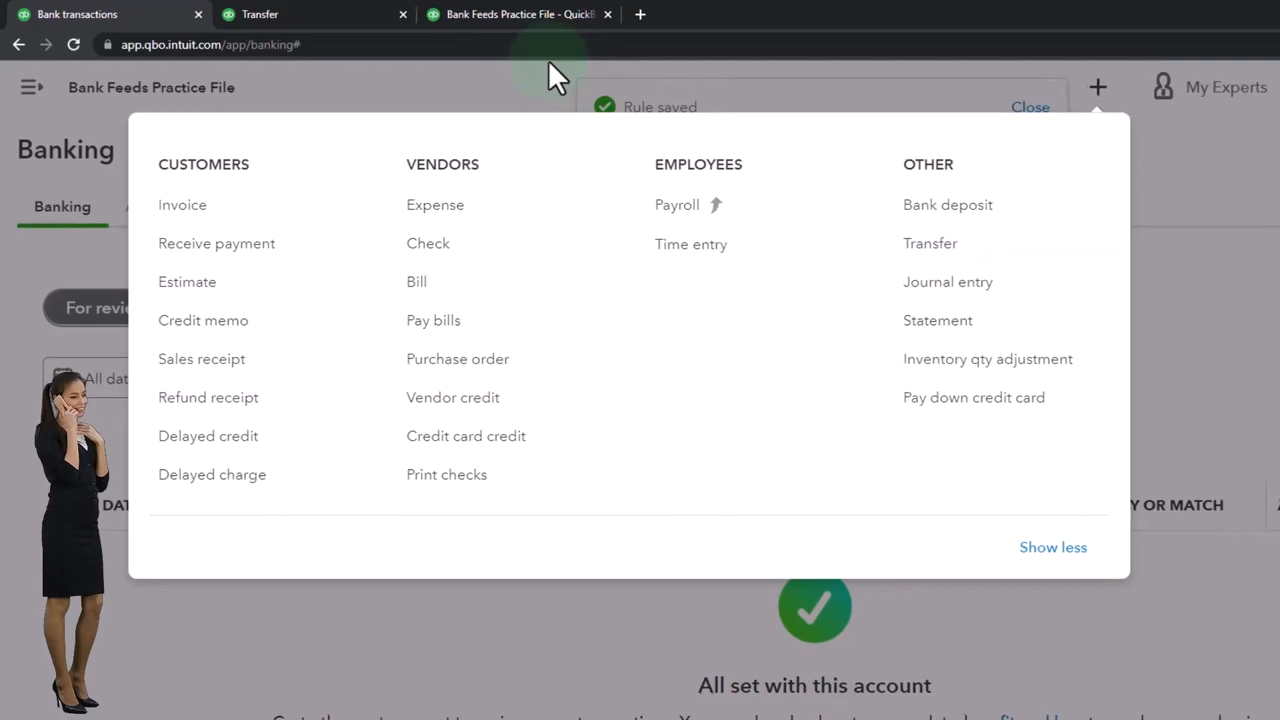 Bank transactions
Transfer
Bank Feeds Practice File - QuickB
app.qbo.intuit.com/app/banking#
Bank Feeds Practice File
Rule saved
Close
My Experts
Banking
Banking
CUSTOMERS
Invoice
Receive payment
Estimate
Credit memo
Sales receipt
Refund receipt
Delayed credit
Delayed charge
VENDORS
Expense
Check
Bill
Pay bills
Purchase order
Vendor credit
Credit card credit
Print checks
EMPLOYEES
Payroll
Time entry
OTHER
Bank deposit
Transfer
Journal entry
Statement
Inventory qty adjustment
Pay down credit card
Show less
For revie
All dat
DAT
Y OR MATCH
All set with this account